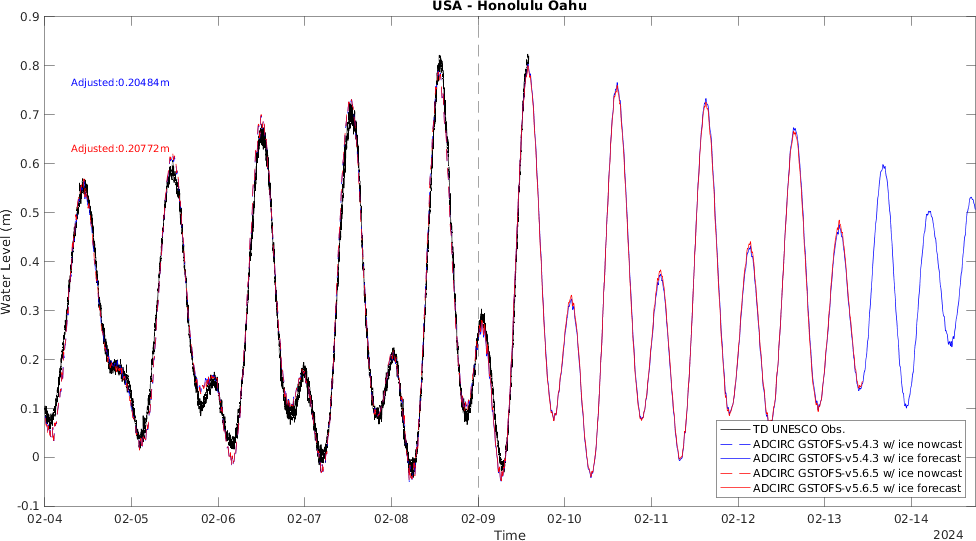 USA - Honolulu Oahu
0.9
0.8
0.7
0.6
0.5
0.4
0.3
0.2
0.1
0
-0.1
Water Level (m)
Adjusted:0.20484m
Adjusted:0.20772m
TD UNESCO Obs.
ADCIRC GSTOFS-v5.4.3 w/ ice nowcast
ADCIRC GSTOFS-v5.4.3 w/ ice forecast
ADCIRC GSTOFS-v5.6.5 w/ ice nowcast
ADCIRC GSTOFS-v5.6.5 w/ ice forecast
02-04 02-05 02-06 02-07 02-08 02-09 02-10 02-11 02-12 02-13 02-14
Time
2024